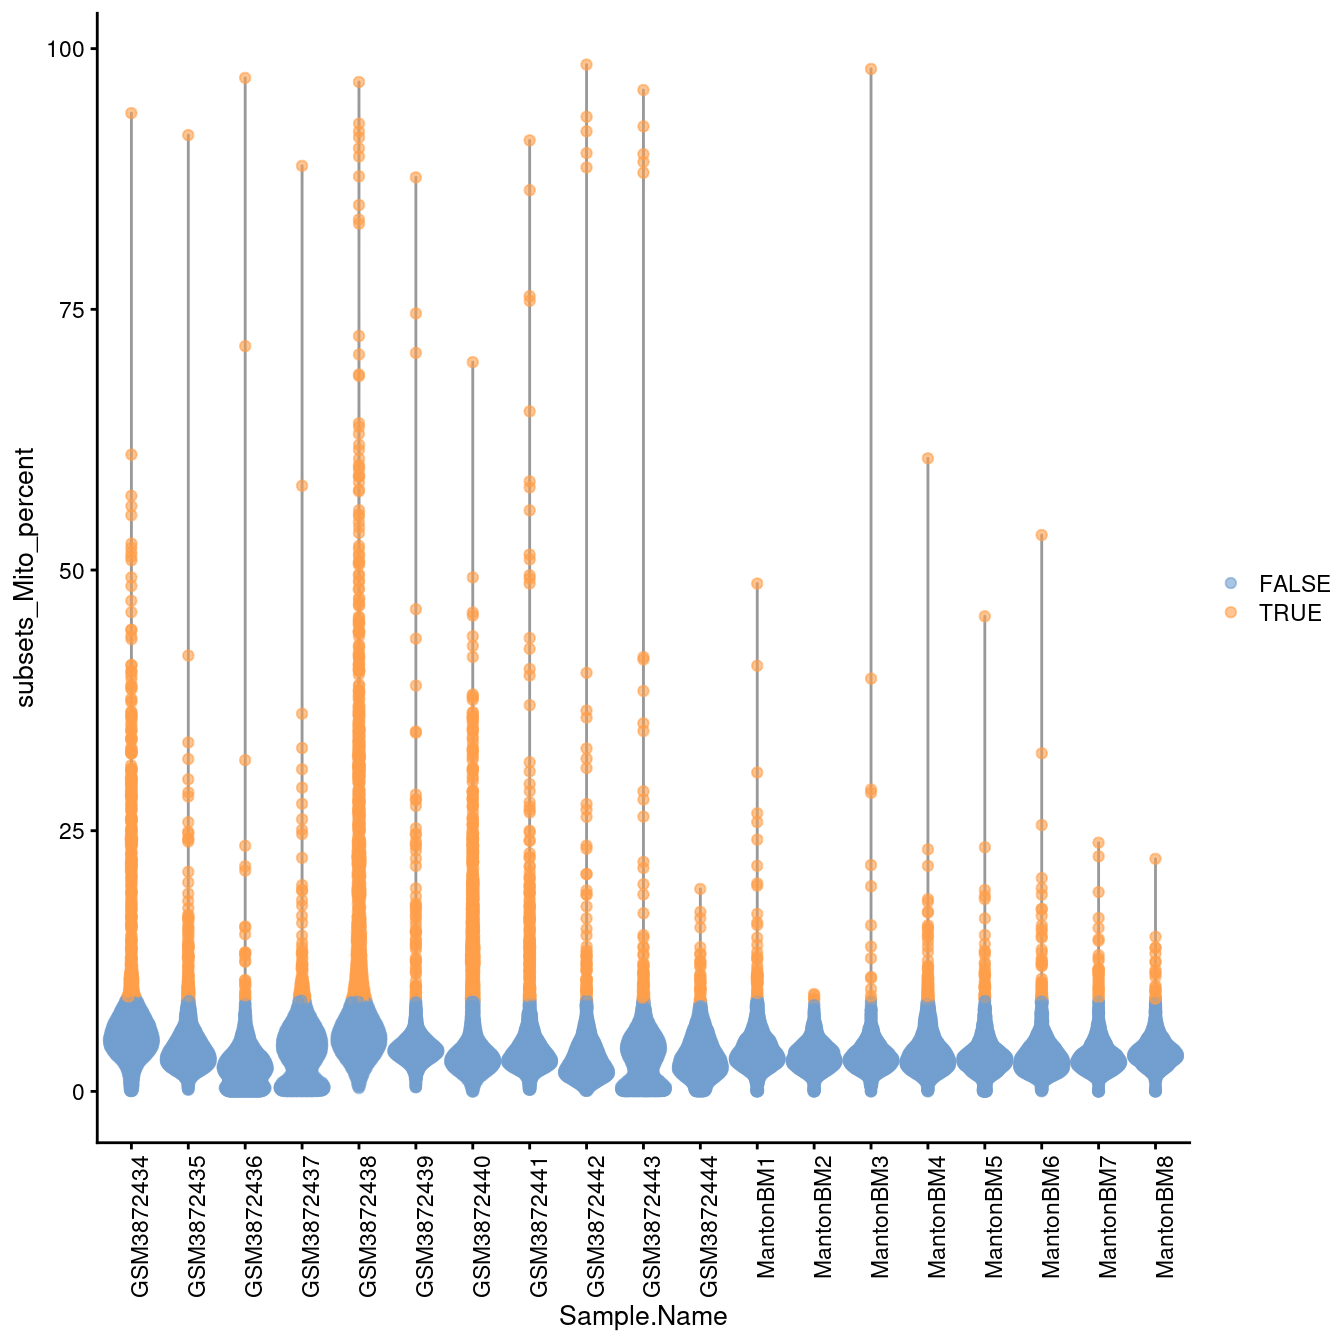 100
75
50
25
0
subsets_Mito_percent
GSM3872434
GSM3872435
GSM3872436
GSM3872437
GSM3872438
GSM3872439
GSM3872440
GSM3872441
GSM3872442
GSM3872443
GSM3872444
MantonBM1
MantonBM2
MantonBM3
MantonBM4
MantonBM5
MantonBM6
MantonBM7
MantonBM8
Sample.Name
FALSE
TRUE